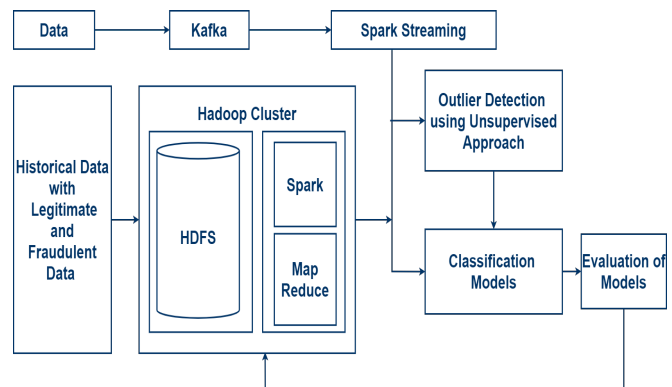 Data
Kafka
Spark Streaming
Historical Data
with
Legitimate
and
Fraudulent
Data
Hadoop Cluster
HDFS
Spark
Map
Reduce
Outlier Detection
using Unsupervised
Approach
Classification
Models
Evaluation of
Models